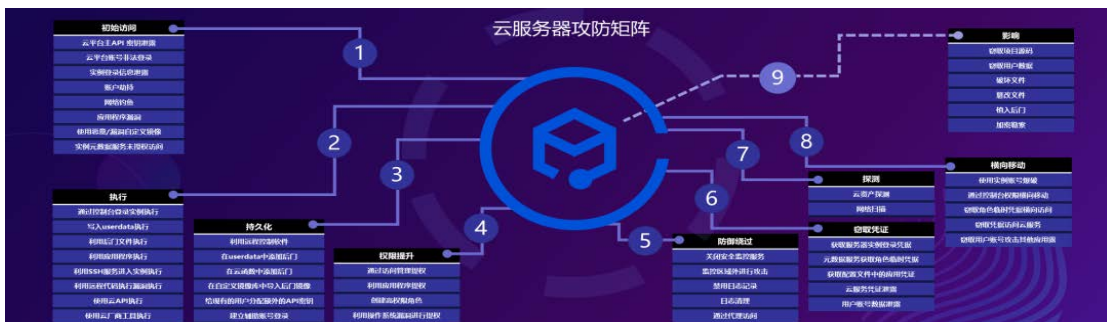 云服务器攻防矩阵
初始访问
云平台主API 密钥泄露
云平台账号非法登录
实例登录信息泄露
账户劫持
网络钓鱼
应用程序漏洞
使用恶意/漏洞自定义镜像
实例元数据服务未授权访问
1
2
执行
通过控制台登录实例执行
写入userdata执行
利用后门文件执行
利用应用程序执行
利用SSH服务进入实例执行
利用远程代码执行漏洞执行
使用云API执行
使用云厂商工具执行
3
持久化
利用远程控制软件
在userdata中添加后门
在云函数中添加后门
在自定义镜像库中导入后门镜像
给现有的用户分配额外的API密钥
建立辅助账号登录
4
权限提升
通过访问管理提权
利用应用程序提权
创建高权限角色
利用操作系统漏洞进行提权
5
防御绕过
关闭安全监控服务
监控区域外进行攻击
禁用日志记录
日志清理
通过代理访问
6
窃取凭证
获取服务器实例登录凭据
元数据服务获取角色临时凭据
获取配置文件中的应用凭证
云服务凭证泄露
用户账号数据泄露
7
探测
云资产探测
网络扫描
8
横向移动
使用实例账号爆破
通过控制台权限横向移动
窃取角色临时凭据横向访问
窃取凭据访问云服务
窃取用户账号攻击其他应用
9
影响
窃取项目源码
窃取用户数据
破坏文件
篡改文件
植入后门
加密勒索